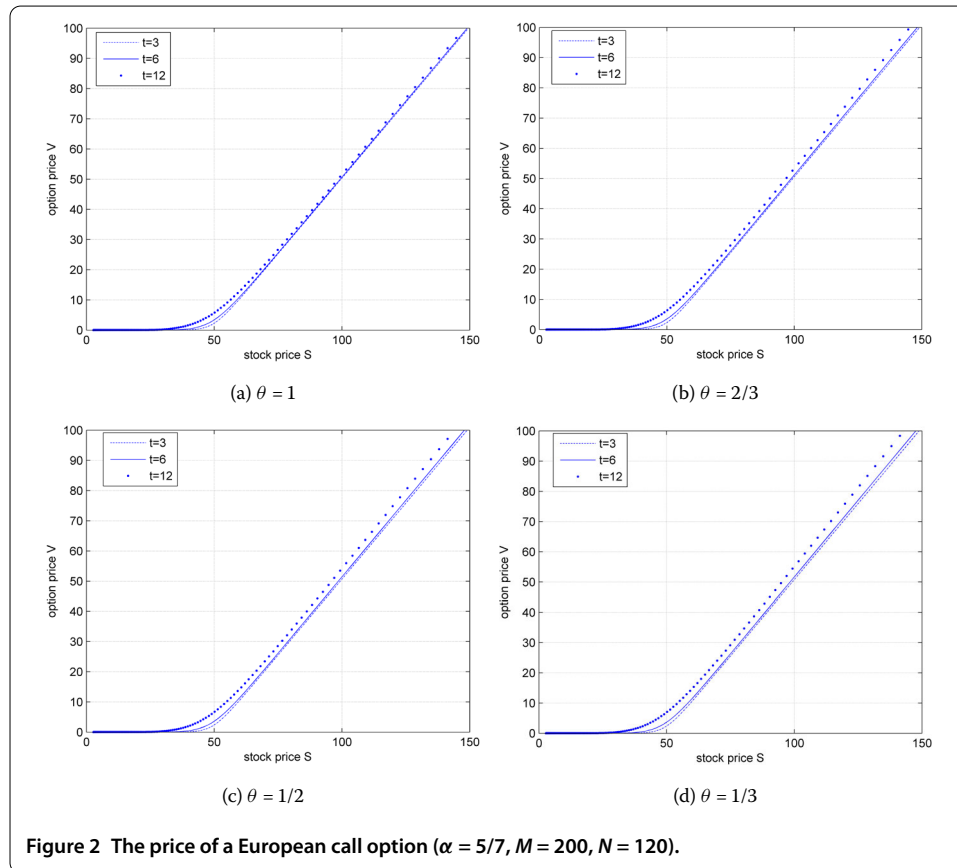 100
90
80
70
60
50
40
30
20
10
0
option price V
t=3
t=6
t=12
0
50
100
150
stock price S
(a) θ = 1
100
90
80
70
60
50
40
30
20
10
0
option price V
t=3
t=6
t=12
0
50
100
150
stock price S
(b) θ = 2/3
100
90
80
70
60
50
40
30
20
10
0
option price V
t=3
t=6
t=12
0
50
100
150
stock price S
(c) θ = 1/2
100
90
80
70
60
50
40
30
20
10
0
option price V
t=3
t=6
t=12
0
50
100
150
stock price S
(d) θ = 1/3
Figure 2 The price of a European call option (α = 5/7, M = 200, N = 120).